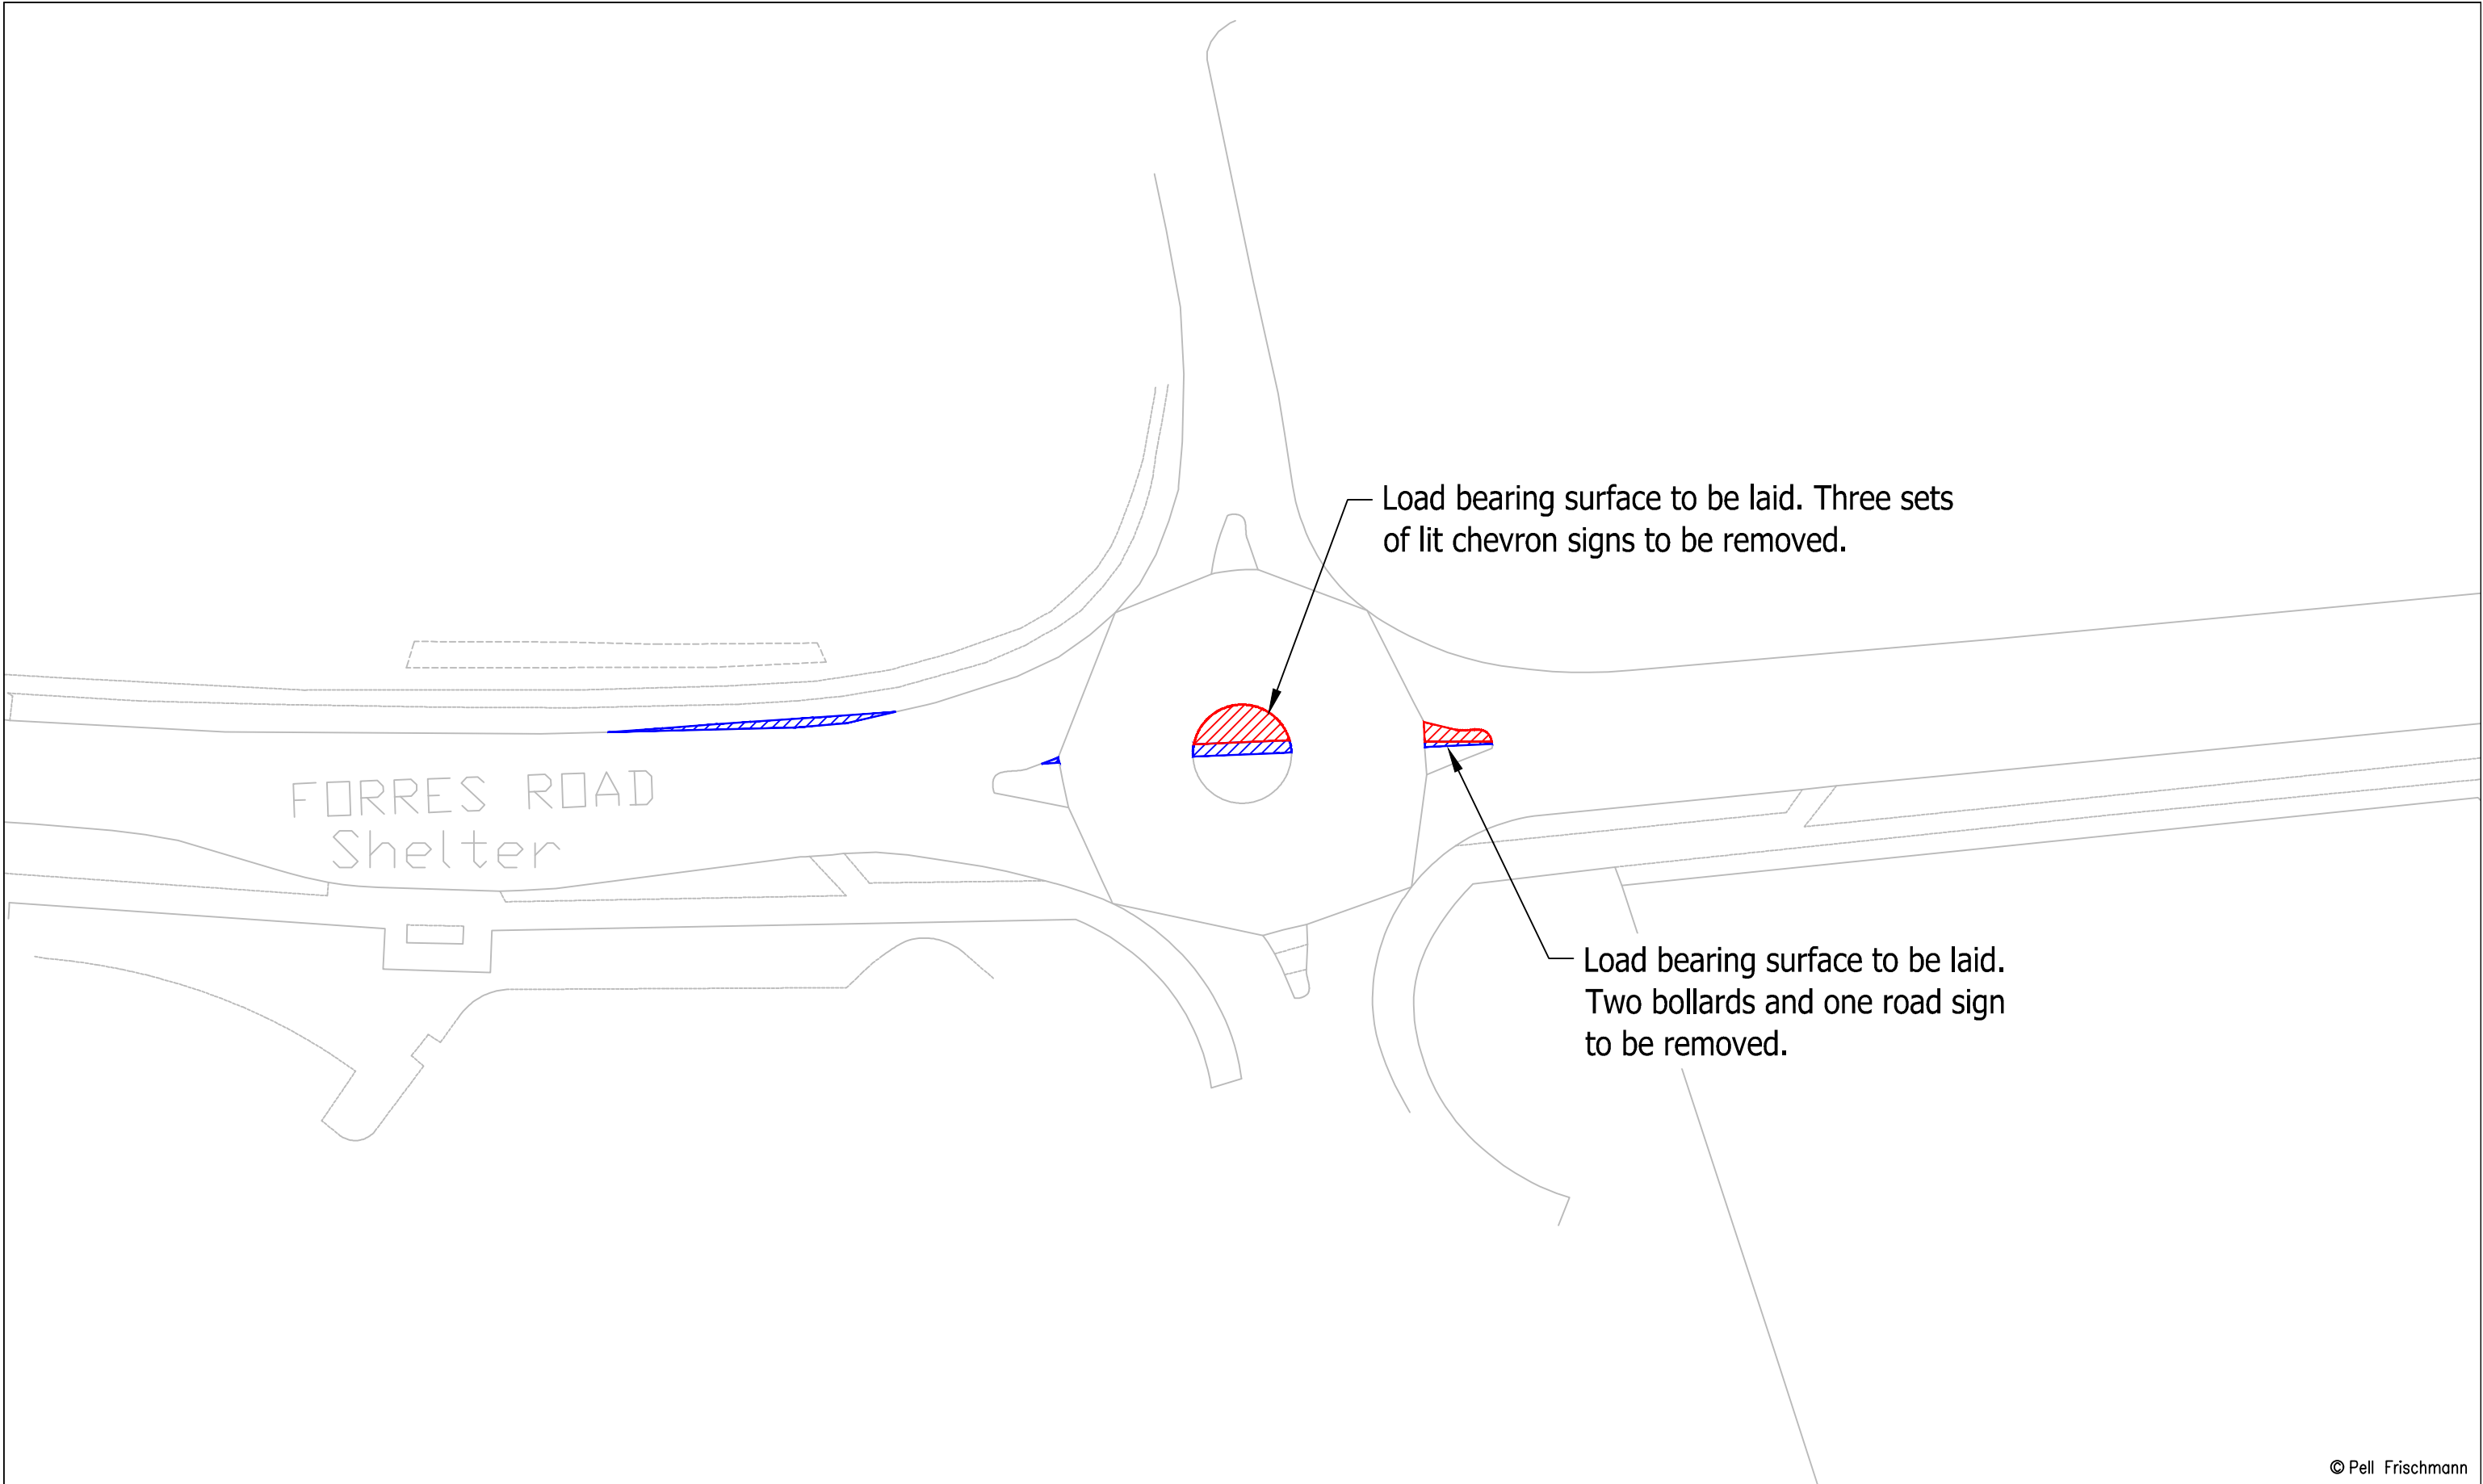 Load bearing surface to be laid. Three sets
of lit chevron signs to be removed.
FORRES ROAD
Shelter
Load bearing surface to be laid.
Two bollards and one road sign
to be removed.
© Pell Frischmann